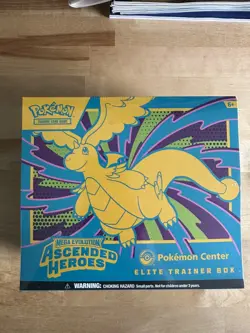 Pokémon
TRADING CARD GAME
6+
MEGA EVOLUTION
ASCENDED
HEROES
Pokémon Center
ELITE TRAINER BOX
WARNING: CHOKING HAZARD! Small parts. Not for children under 3 years.